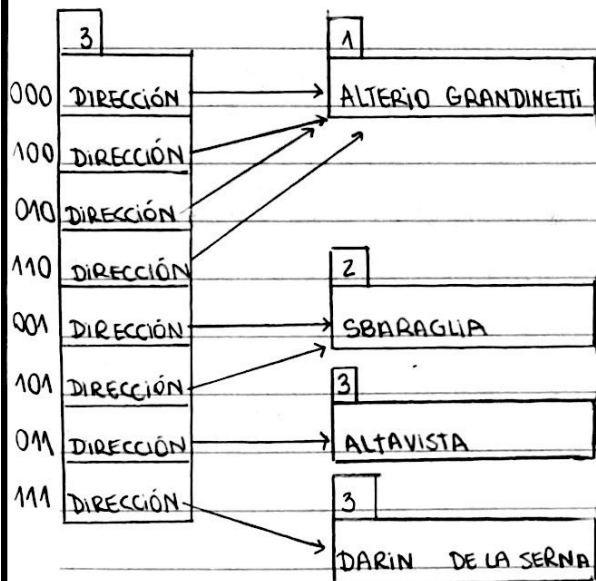 3 1
000 DIRECCIÓN ALTERIO GRANDINETTI
100 DIRECCIÓN
010 DIRECCIÓN
110 DIRECCIÓN 2
001 DIRECCIÓN SBARAGLIA
101 DIRECCIÓN 3
011 DIRECCIÓN ALTAVISTA
111 DIRECCIÓN 3
DARIN DE LA SERNA